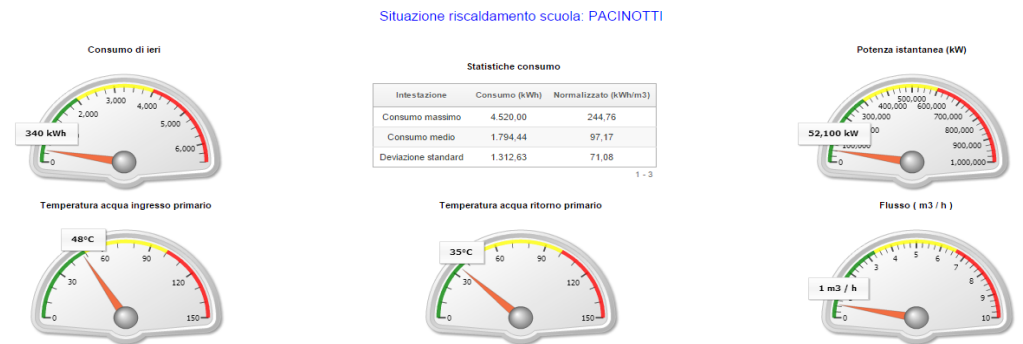 Situazione riscaldamento scuola: PACINOTTI
Consumo di ieri
3,000
4,000
2,000
5,000
340 kWh
6,000
0
Statistiche consumo
Intestazione Consumo (kWh) Normalizzato (kWh/m3)
Consumo massimo 4.520,00 244,76
Consumo medio 1.794,44 97,17
Deviazione standard 1.312,63 71,08
1 - 3
Potenza istantanea (kW)
500,000
400,000 600,000
300,000 700,000
52,100 kW 800,000
100,000 900,000
0 1,000,000
Temperatura acqua ingresso primario
48°C
60 90
30 120
0 150
Temperatura acqua ritorno primario
35°C
60 90
30 120
0 150
Flusso ( m3 / h )
4 5 6
3 7
8
1 m3 / h 9
0 10